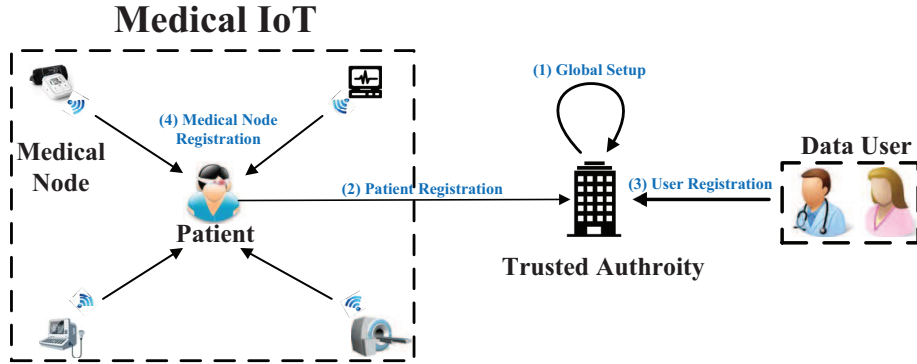 Medical IoT
(1) Global Setup
(4) Medical Node
Registration
Medical
Node
Data User
(2) Patient Registration
(3) User Registration
Patient
Trusted Authroity